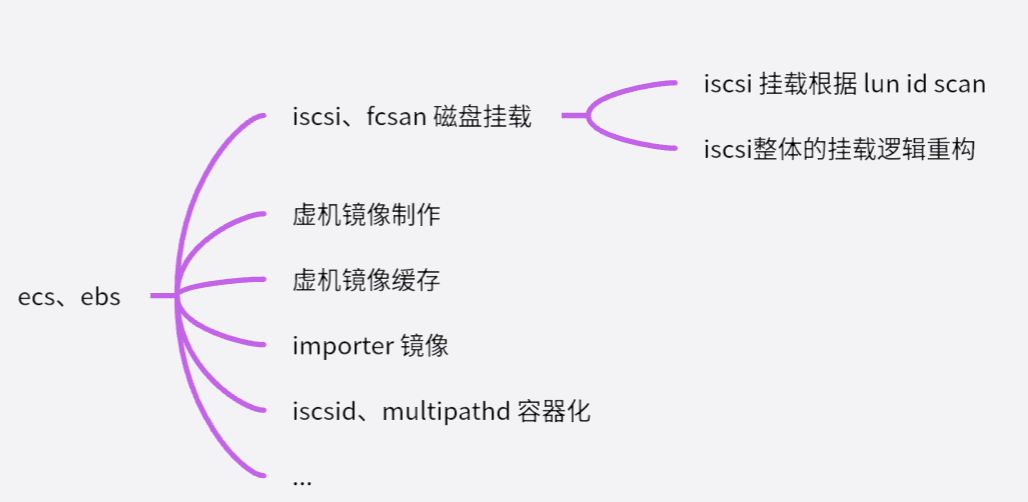 ecs、ebs
iscsi、fcsan 磁盘挂载
iscsi 挂载根据 lun id scan
iscsi整体的挂载逻辑重构
虚机镜像制作
虚机镜像缓存
importer 镜像
iscsid、multipathd 容器化
...